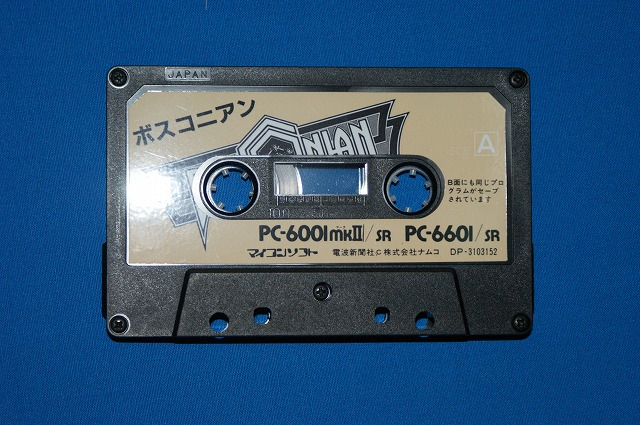 JAPAN
ボスコニアン
A
B面にも同じプロ
グラムがセーブ
されています
100
PC-6001mkII/SR PC-6601/SR
マイコンソフト 電波新聞社 © 株式会社ナムコ DP-3103152